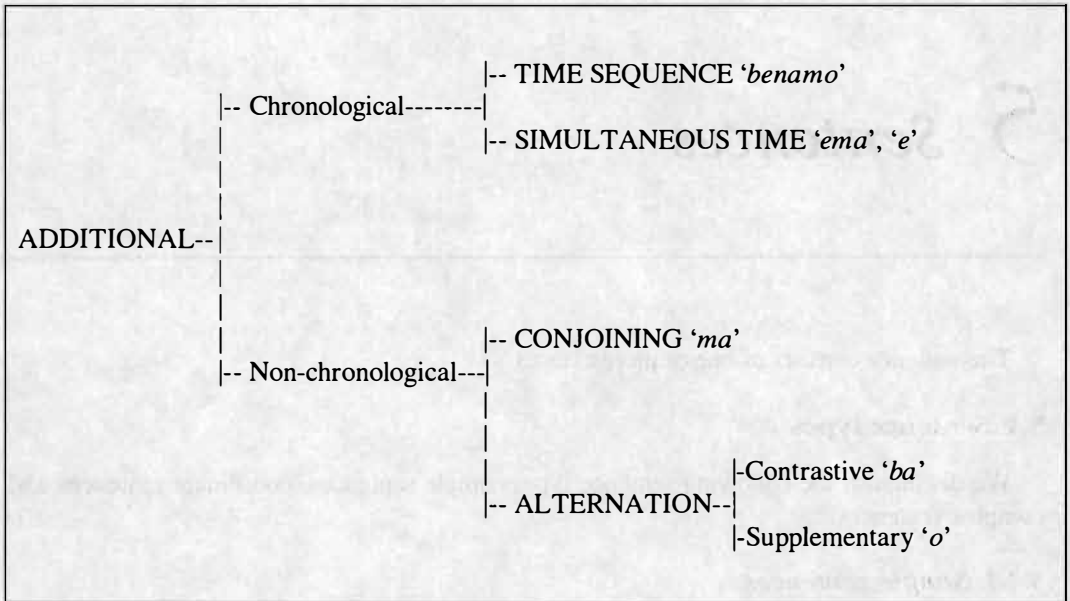 |-- TIME SEQUENCE ‘benamo’
|-- Chronological--------|
|-- SIMULTANEOUS TIME ‘ema’, ‘e’
ADDITIONAL--|
|-- CONJOINING ‘ma’
|-- Non-chronological---|
|-Contrastive ‘ba’
|-- ALTERNATION--|
|-Supplementary ‘o’